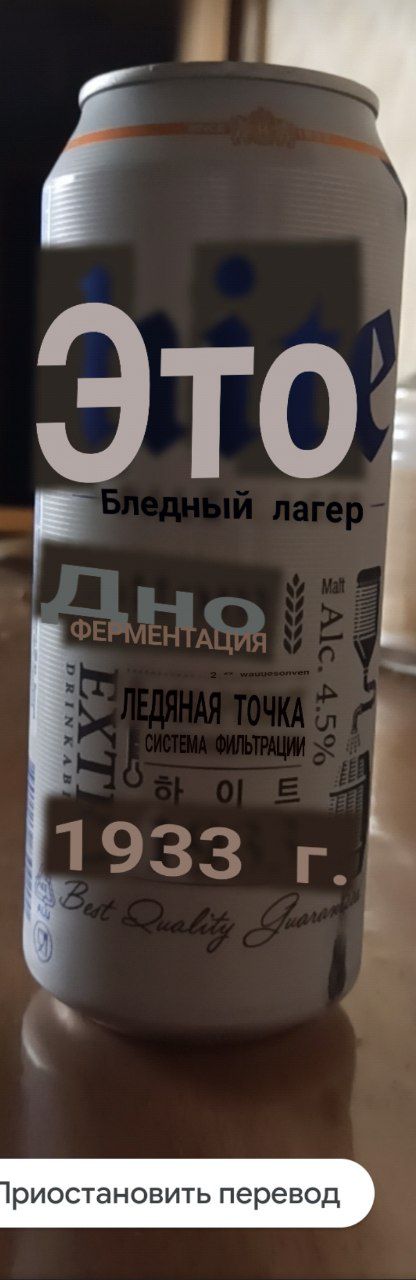 Это
Бледный лагер
Дно
ФЕРМЕНТАЦИЯ
Malt
Alc. 4.5%
ЛЕДЯНАЯ ТОЧКА
СИСТЕМА ФИЛЬТРАЦИИ
하이트
1933 г.
Best Quality
Приостановить перевод